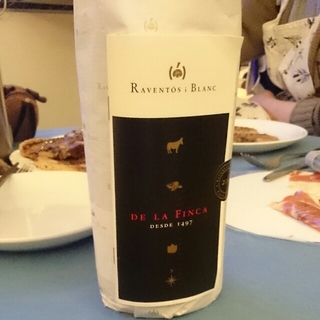 RAVENTÓS i BLANC
DE LA FINCA
DESDE 1497